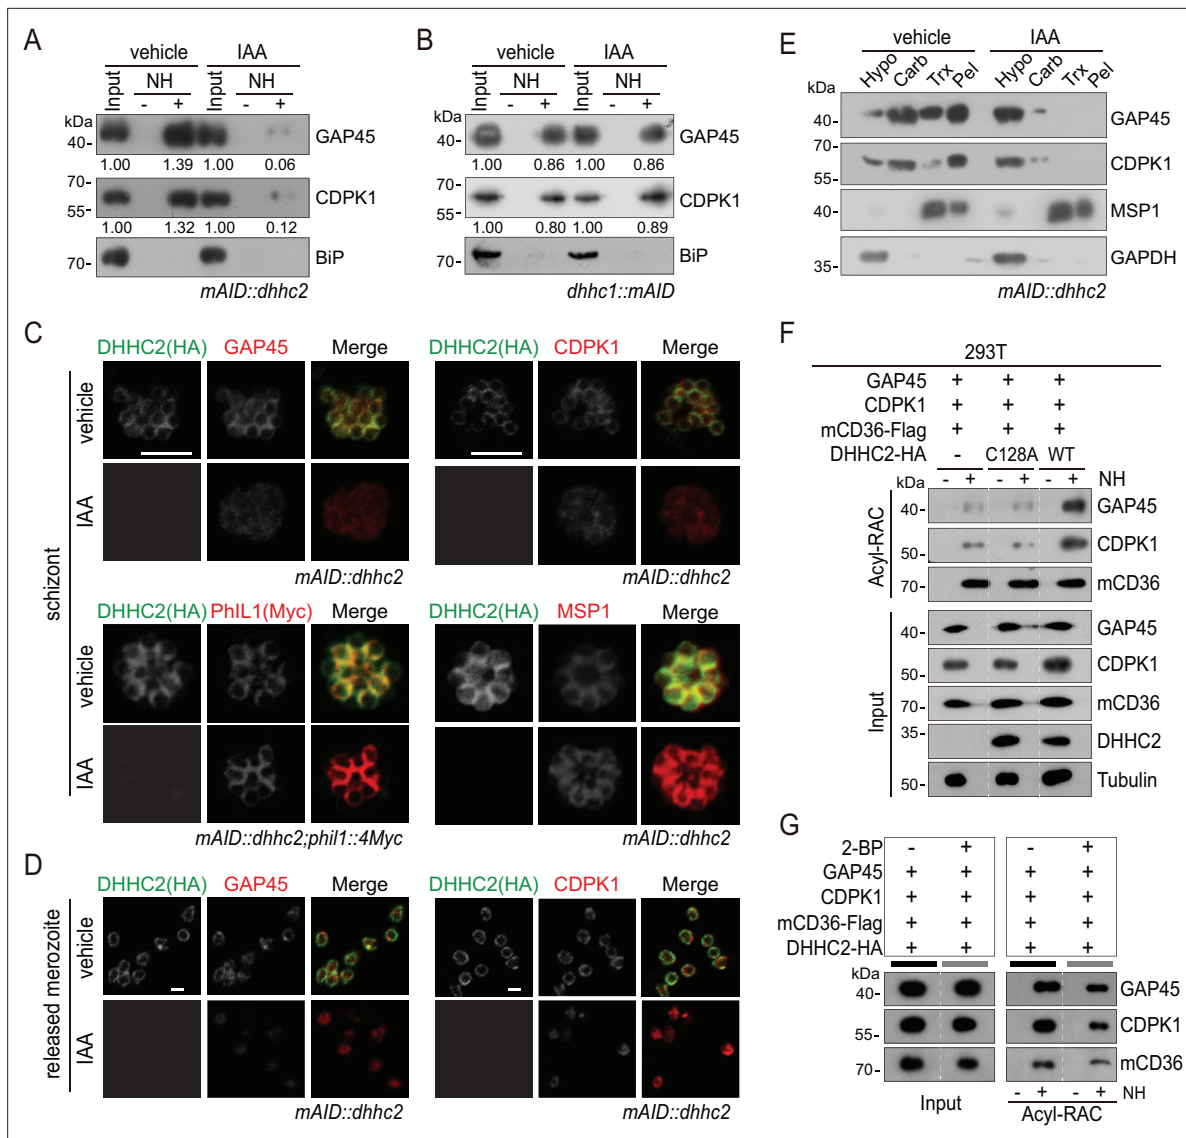 A
vehicle IAA
Input NH Input NH
- + - +
kDa
40- GAP45
1.00 1.39 1.00 0.06
70-
55- CDPK1
1.00 1.32 1.00 0.12
70- BiP
mAID::dhhc2
B
vehicle IAA
Input NH Input NH
- + - +
kDa
40- GAP45
1.00 0.86 1.00 0.86
70-
55- CDPK1
1.00 0.80 1.00 0.89
70- BiP
dhhc1::mAID
E
vehicle IAA
Hypo Carb Trx Pel Hypo Carb Trx Pel
kDa
40- GAP45
70-
55- CDPK1
40- MSP1
35- GAPDH
mAID::dhhc2
C
DHHC2(HA) GAP45 Merge DHHC2(HA) CDPK1 Merge
schizont
vehicle
IAA
mAID::dhhc2 mAID::dhhc2
DHHC2(HA) PhIL1(Myc) Merge DHHC2(HA) MSP1 Merge
vehicle
IAA
mAID::dhhc2;phil1::4Myc mAID::dhhc2
D
DHHC2(HA) GAP45 Merge DHHC2(HA) CDPK1 Merge
released merozoite
vehicle
IAA
mAID::dhhc2 mAID::dhhc2
F
293T
GAP45 + + +
CDPK1 + + +
mCD36-Flag + + +
DHHC2-HA - C128A WT
kDa - + - + - + NH
Acyl-RAC
40- GAP45
50- CDPK1
70- mCD36
Input
40- GAP45
50- CDPK1
70- mCD36
35- DHHC2
50- Tubulin
G
2-BP - + - +
GAP45 + + + +
CDPK1 + + + +
mCD36-Flag + + + +
DHHC2-HA + + + +
kDa
40- GAP45
55- CDPK1
70- mCD36
- + - + NH
Input Acyl-RAC